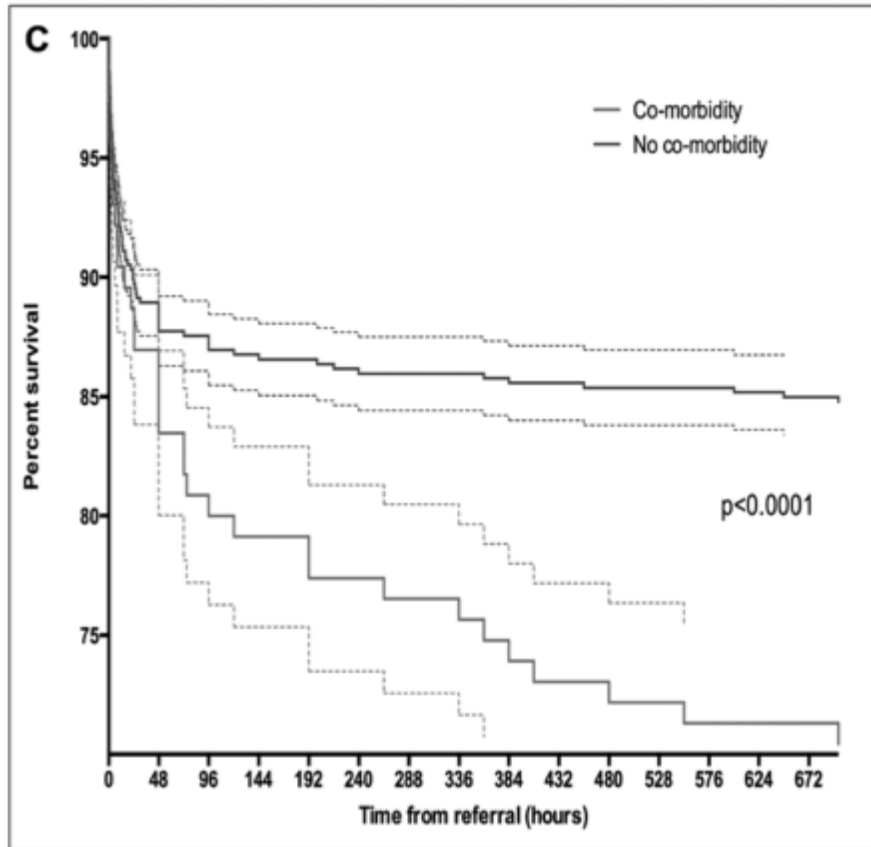 C
100
95
90
85
80
75
Percent survival
Co-morbidity
No co-morbidity
p<0.0001
0 48 96 144 192 240 288 336 384 432 480 528 576 624 672
Time from referral (hours)